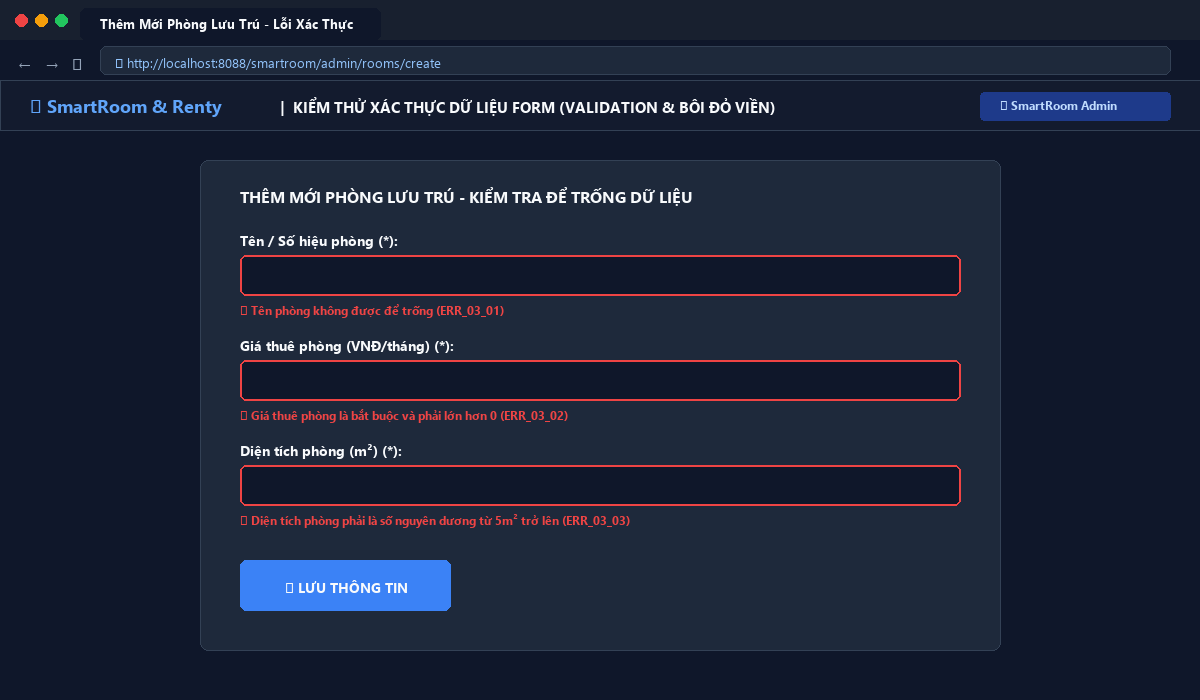 Thêm Mới Phòng Lưu Trú - Lỗi Xác Thực
http://localhost:8088/smartroom/admin/rooms/create
SmartRoom & Renty | KIỂM THỬ XÁC THỰC DỮ LIỆU FORM (VALIDATION & BÔI ĐỎ VIỀN) SmartRoom Admin
THÊM MỚI PHÒNG LƯU TRÚ - KIỂM TRA ĐỂ TRỐNG DỮ LIỆU
Tên / Số hiệu phòng (*):
Tên phòng không được để trống (ERR_03_01)
Giá thuê phòng (VNĐ/tháng) (*):
Giá thuê phòng là bắt buộc và phải lớn hơn 0 (ERR_03_02)
Diện tích phòng (m²) (*):
Diện tích phòng phải là số nguyên dương từ 5m² trở lên (ERR_03_03)
LƯU THÔNG TIN